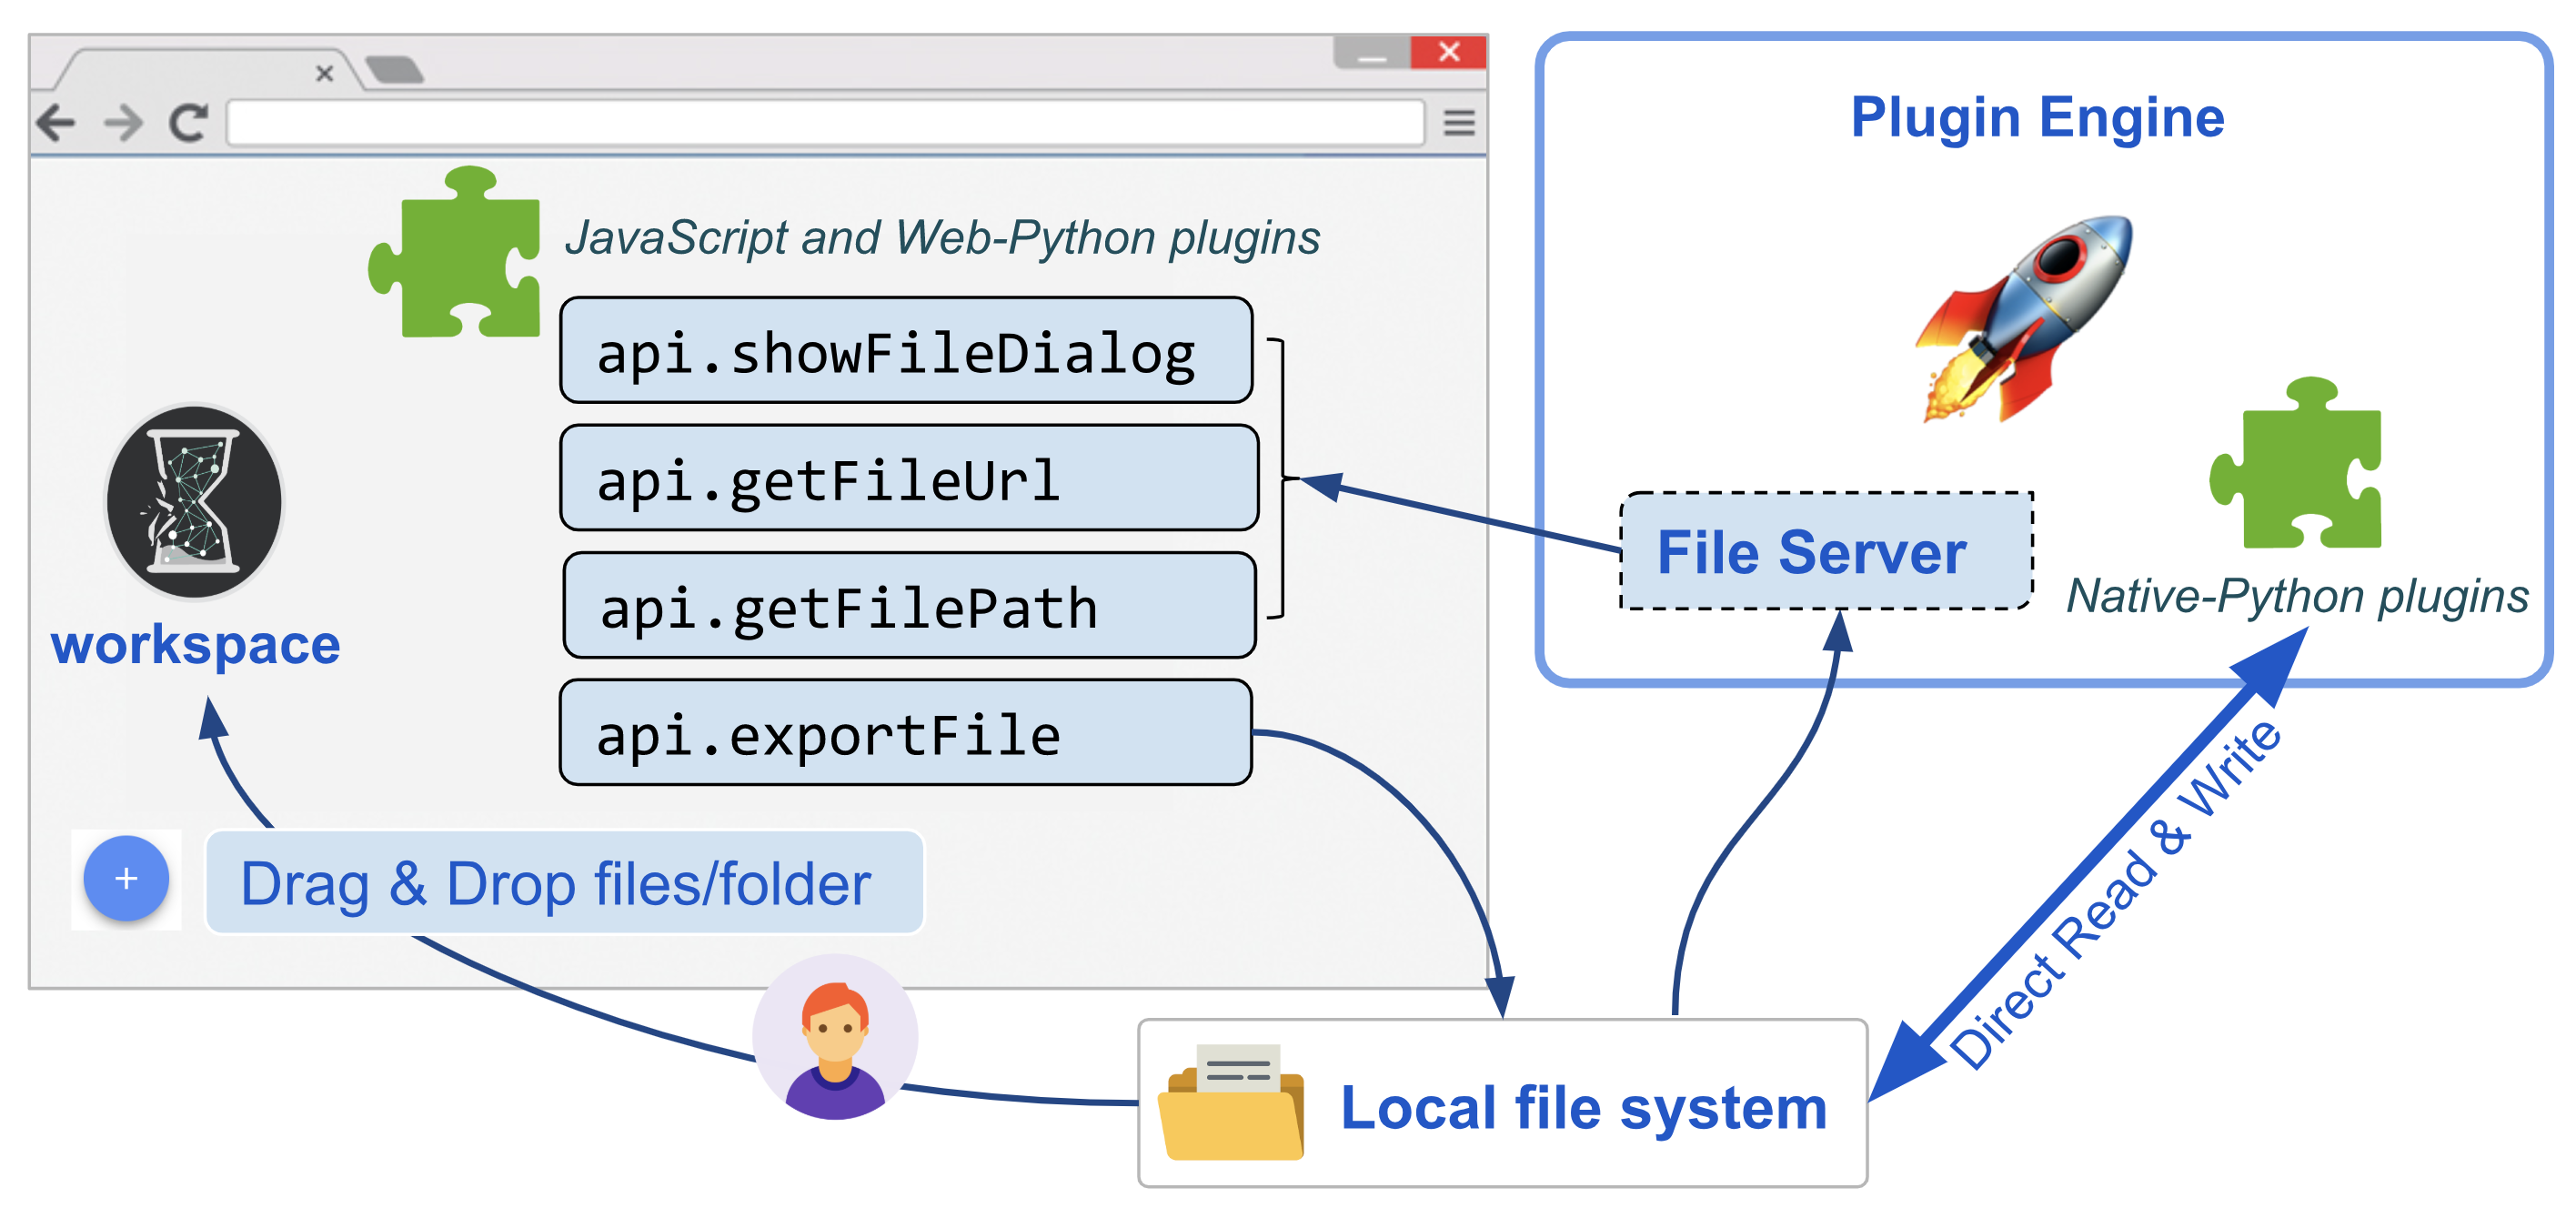 Plugin Engine
JavaScript and Web-Python plugins
api.showFileDialog
api.getFileUrl
api.getFilePath
api.exportFile
workspace
File Server
Native-Python plugins
Direct Read & Write
+
Drag & Drop files/folder
Local file system